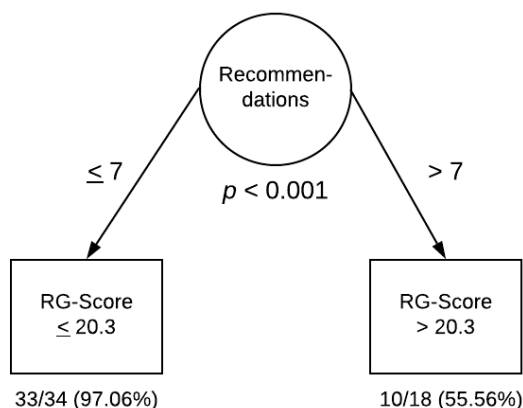 Recommen-
dations
≤ 7
> 7
p < 0.001
RG-Score
≤ 20.3
RG-Score
> 20.3
33/34 (97.06%)
10/18 (55.56%)